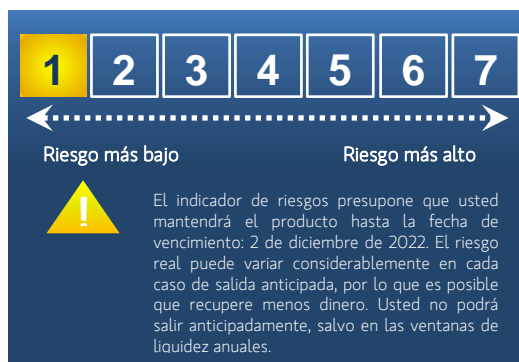 1 2 3 4 5 6 7
Riesgo más bajo Riesgo más alto
!
El indicador de riesgos presupone que usted
mantendrá el producto hasta la fecha de
vencimiento: 2 de diciembre de 2022. El riesgo
real puede variar considerablemente en cada
caso de salida anticipada, por lo que es posible
que recupere menos dinero. Usted no podrá
salir anticipadamente, salvo en las ventanas de
liquidez anuales.